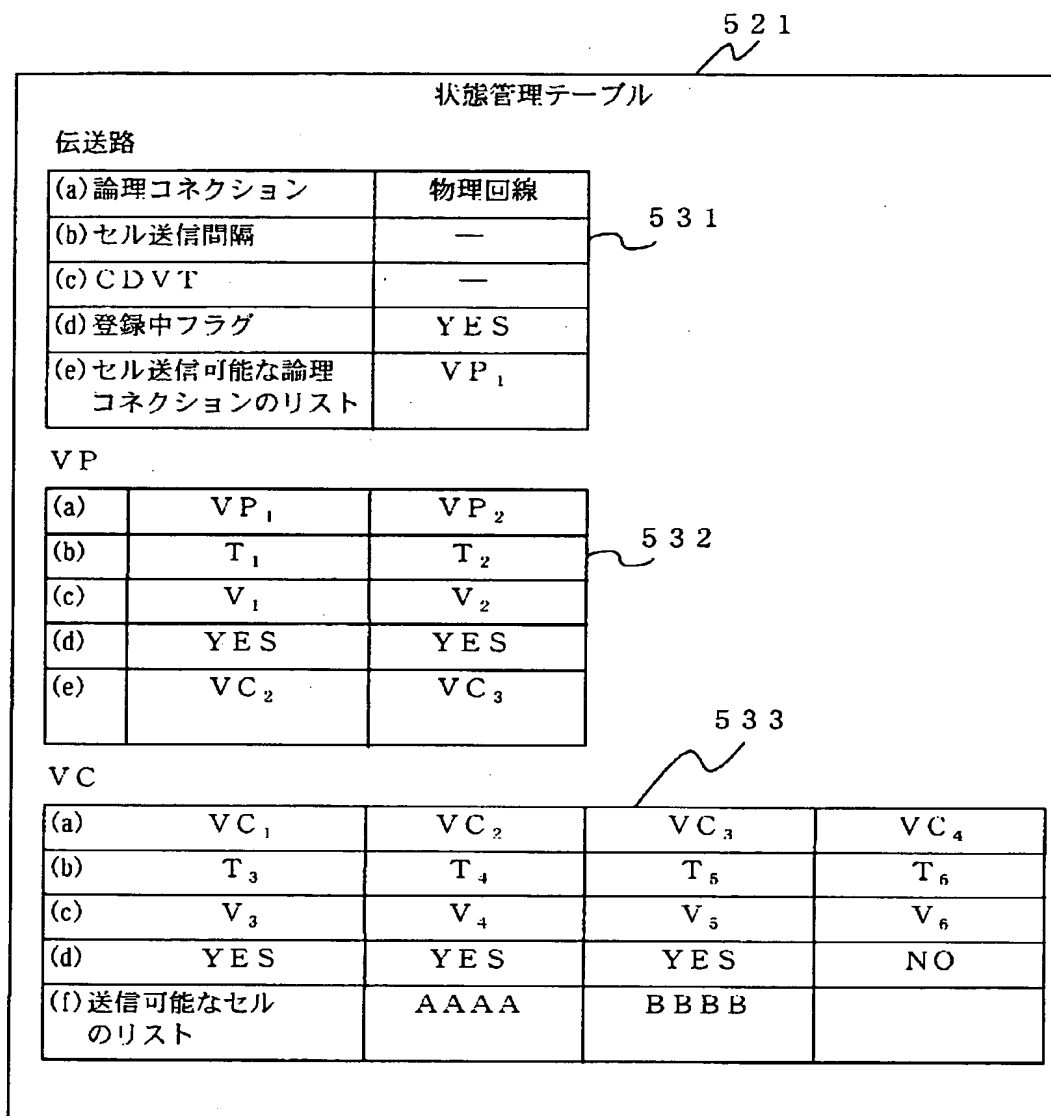 521
状態管理テーブル
伝送路
(a)論理コネクション 物理回線
(b)セル送信間隔 —
531
(c)CDVT —
(d)登録中フラグ YES
(e)セル送信可能な論理 VP₁
コネクションのリスト
VP
(a) VP₁ VP₂
(b) T₁ T₂
532
(c) V₁ V₂
(d) YES YES
(e) VC₂ VC₃
533
VC
(a) VC₁ VC₂ VC₃ VC₄
(b) T₃ T₄ T₅ T₆
(c) V₃ V₄ V₅ V₆
(d) YES YES YES NO
(f)送信可能なセル AAAA BBBB
のリスト